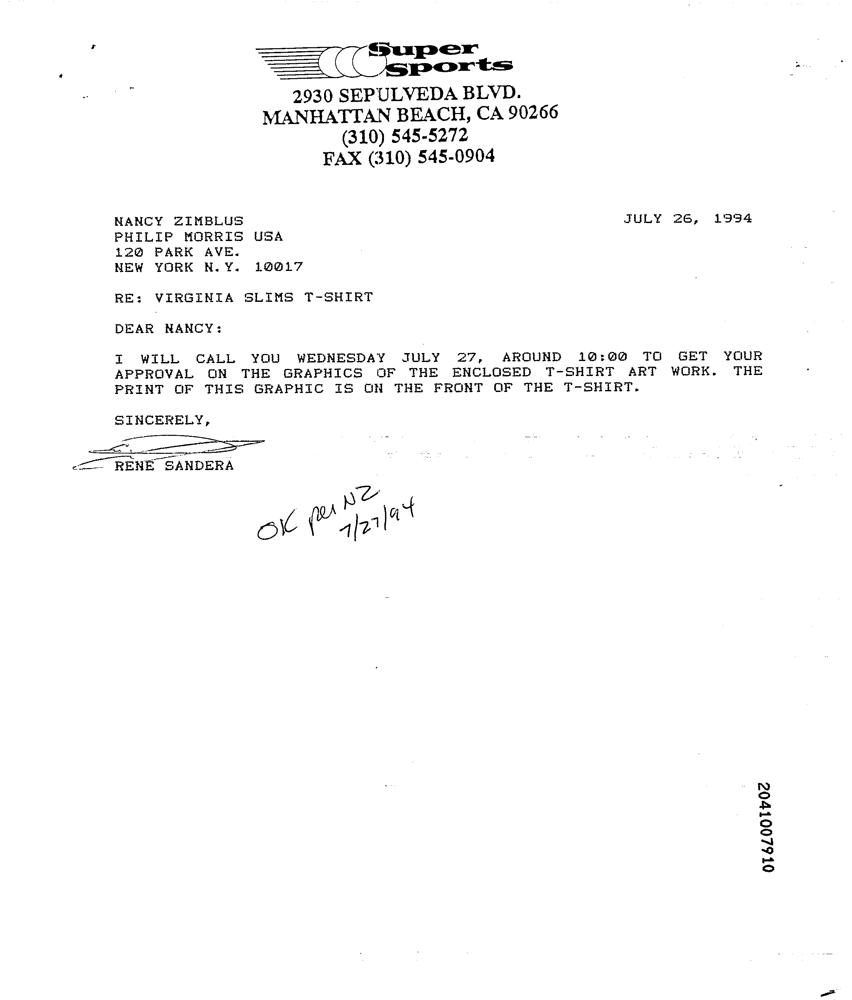 Super
sports
2930 SEPULVEDA BLVD.
MANHATTAN BEACH, CA 90266
(310) 545-5272
FAX (310) 545-0904
NANCY ZIMBLUS JULY 26, 1994
PHILIP MORRIS USA
120 PARK AVE.
NEW YORK N.Y. 10017
RE: VIRGINIA SLIMS T-SHIRT
DEAR NANCY:
I WILL CALL YOU WEDNESDAY JULY 27, AROUND 10:00 TO GET YOUR
APPROVAL ON THE GRAPHICS OF THE ENCLOSED T-SHIRT ART WORK. THE
PRINT OF THIS GRAPHIC IS ON THE FRONT OF THE T-SHIRT.
SINCERELY,
RENE SANDERA
OK per NZ
7/27/94
2041007910